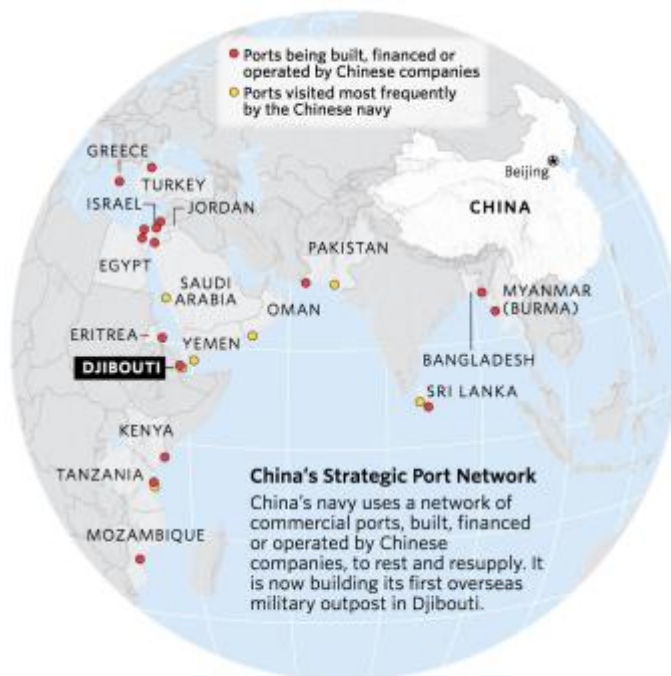 Ports being built, financed or
operated by Chinese companies
Ports visited most frequently
by the Chinese navy
GREECE
TURKEY
ISRAEL
JORDAN
EGYPT
SAUDI
ARABIA
PAKISTAN
OMAN
Beijing
CHINA
MYANMAR
(BURMA)
BANGLADESH
ERITREA
YEMEN
DJIBOUTI
SRI LANKA
KENYA
TANZANIA
MOZAMBIQUE
China's Strategic Port Network
China's navy uses a network of
commercial ports, built, financed
or operated by Chinese
companies, to rest and resupply. It
is now building its first overseas
military outpost in Djibouti.